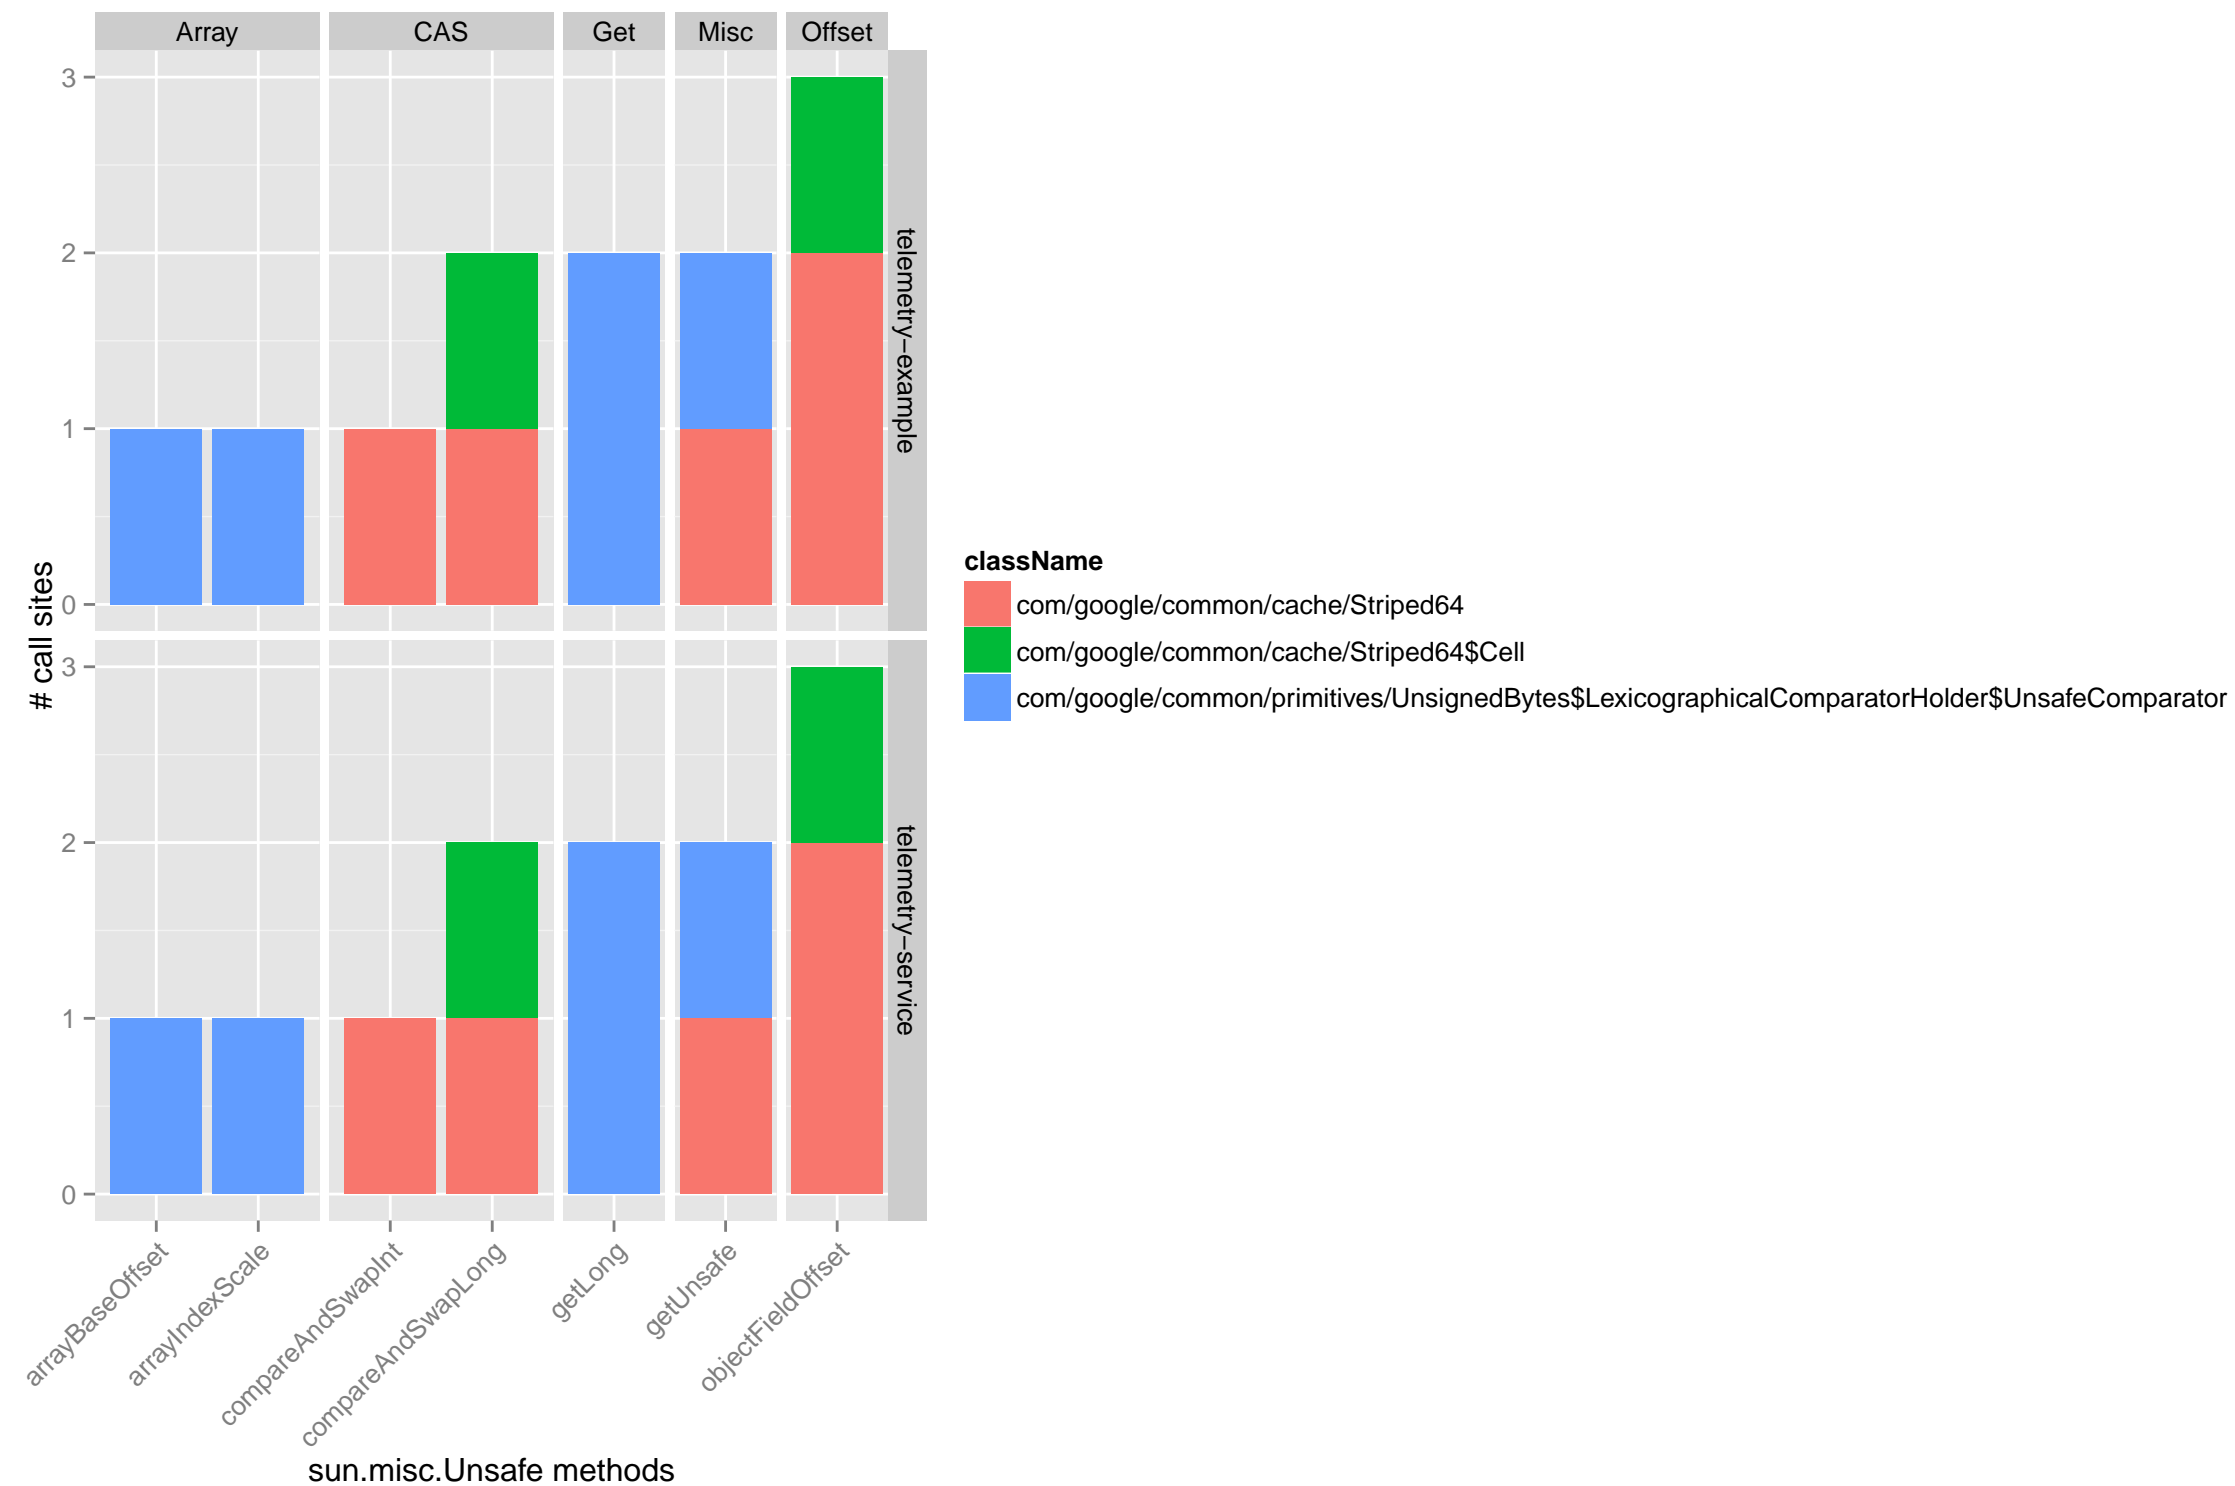 Array CAS Get Misc Offset
3
2
1
0
telemetry−example
3
2
1
0
telemetry−service
# call sites
arrayBaseOffset
arrayIndexScale
compareAndSwapInt
compareAndSwapLong
getLong
getUnsafe
objectFieldOffset
sun.misc.Unsafe methods
className
com/google/common/cache/Striped64
com/google/common/cache/Striped64$Cell
com/google/common/primitives/UnsignedBytes$LexicographicalComparatorHolder$UnsafeComparator